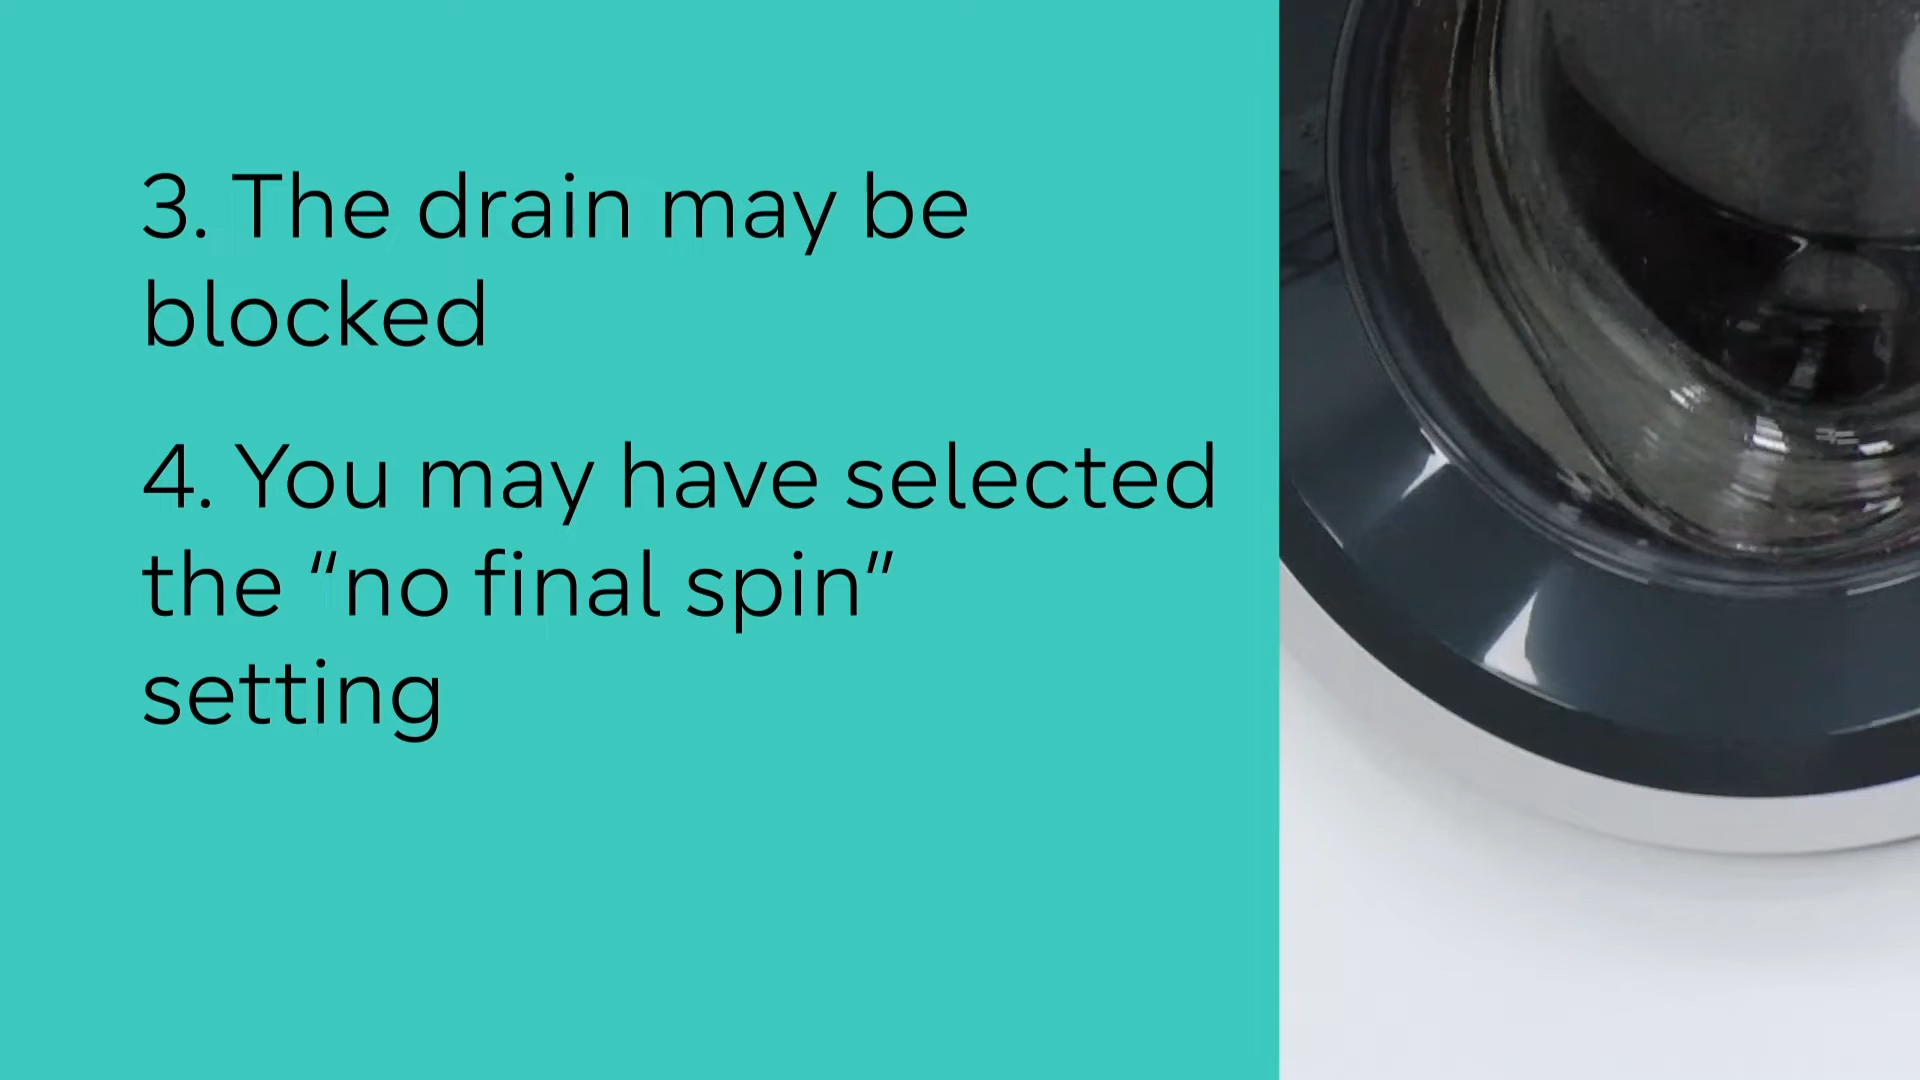 3. The drain may be
blocked
4. You may have selected
the “no final spin”
setting